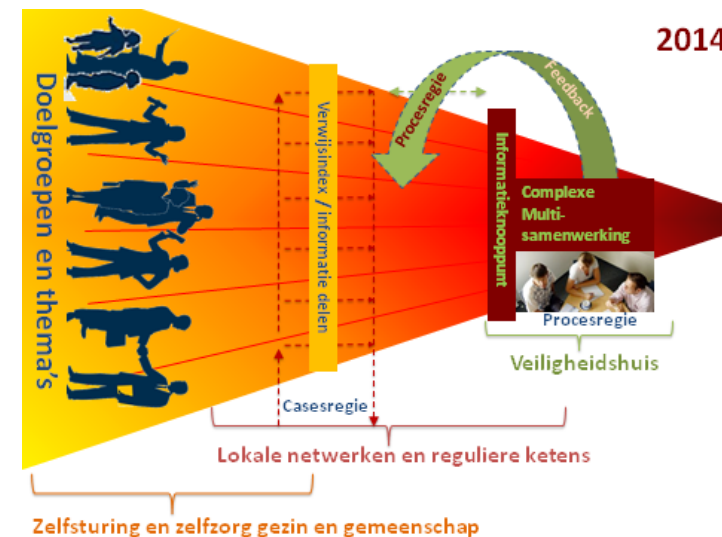 2014
Doelgroepen en thema's
Verwijsindex / informatie delen
Procesregie
Feedback
Informatieknooppunt
Complexe
Multi-
samenwerking
Procesregie
Veiligheidshuis
Casesregie
Lokale netwerken en reguliere ketens
Zelfsturing en zelfzorg gezin en gemeenschap